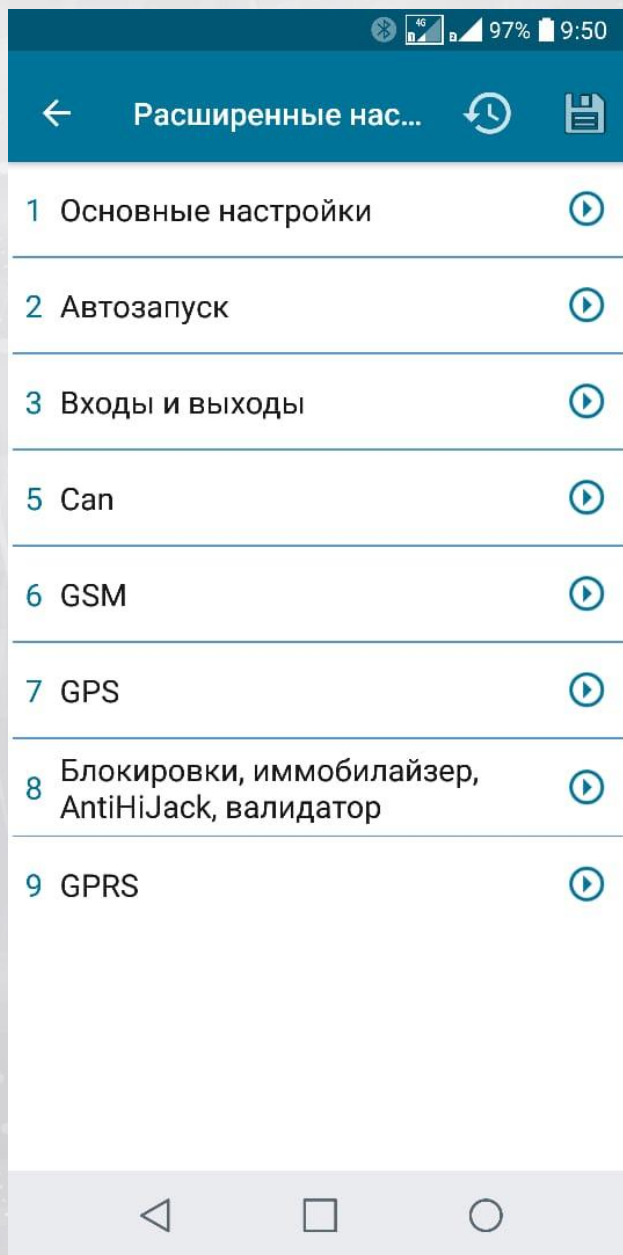 4G 97% 9:50
Расширенные нас...
1 Основные настройки
2 Автозапуск
3 Входы и выходы
5 Can
6 GSM
7 GPS
8 Блокировки, иммобилайзер,
AntiHiJack, валидатор
9 GPRS